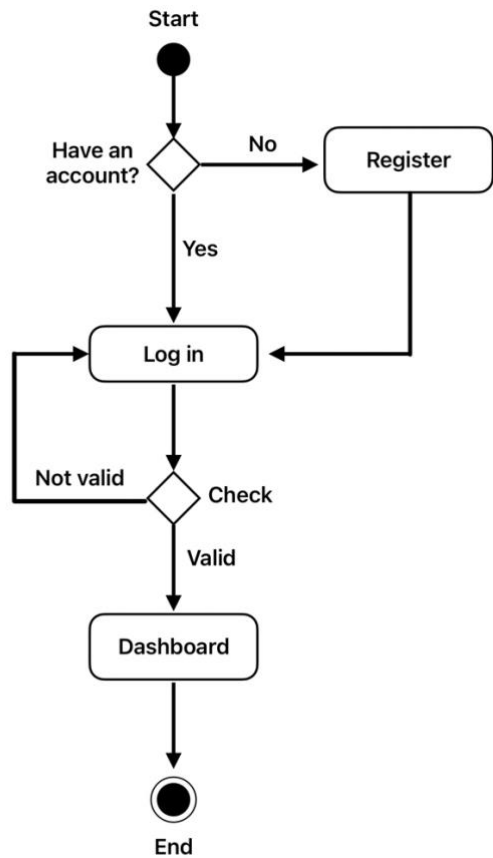 Start
Have an
account?
No
Register
Yes
Log in
Not valid
Check
Valid
Dashboard
End